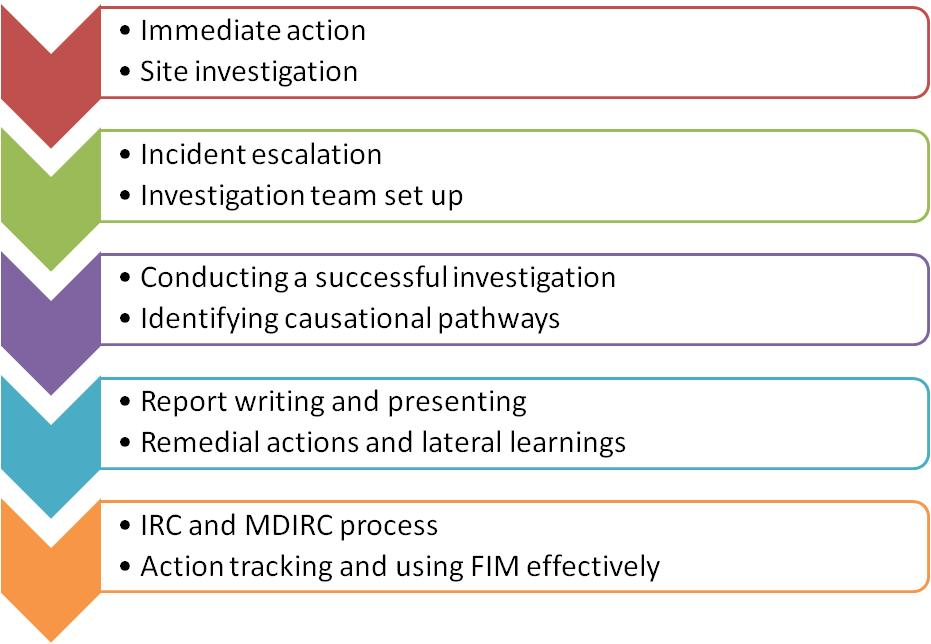 • Immediate action
• Site investigation
• Incident escalation
• Investigation team set up
• Conducting a successful investigation
• Identifying causational pathways
• Report writing and presenting
• Remedial actions and lateral learnings
• IRC and MDIRC process
• Action tracking and using FIM effectively